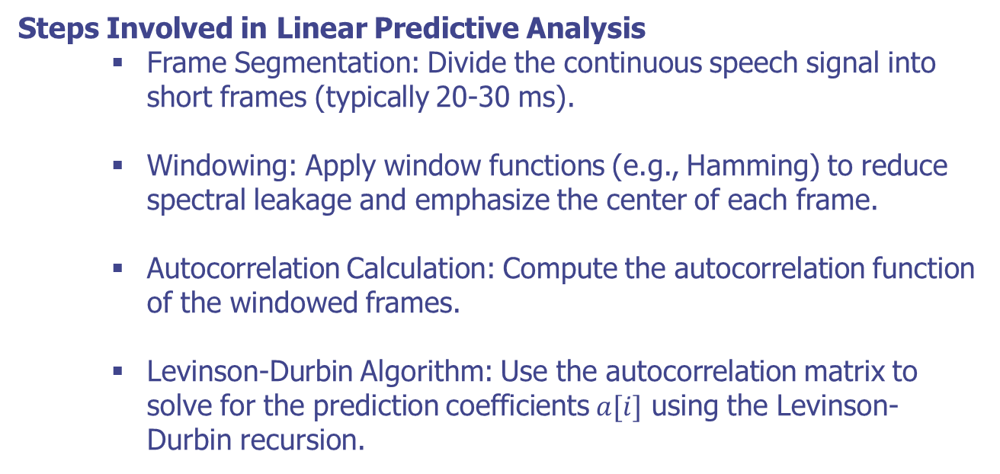 Steps Involved in Linear Predictive Analysis
▪ Frame Segmentation: Divide the continuous speech signal into
short frames (typically 20-30 ms).
▪ Windowing: Apply window functions (e.g., Hamming) to reduce
spectral leakage and emphasize the center of each frame.
▪ Autocorrelation Calculation: Compute the autocorrelation function
of the windowed frames.
▪ Levinson-Durbin Algorithm: Use the autocorrelation matrix to
solve for the prediction coefficients 𝑎[𝑖] using the Levinson-
Durbin recursion.